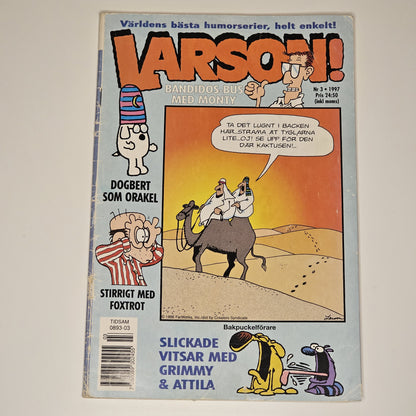 Världens bästa humorserier, helt enkelt!
LARSON!
BANDIDOS-BUS
MED MONTY
Nr 3 • 1997
Pris 24:50
(inkl moms)
TA DET LUGNT I BACKEN
HÄR...STRAMA ÅT TYGLARNA
LITE...OJ! SE UPP FÖR DEN
DÄR KAKTUSEN!..
DOGBERT
SOM ORAKEL
STIRRIGT MED
FOXTROT
Bakpuckelförare
TIDSAM
0893-03
SLICKADE
VITSAR MED
GRIMMY
& ATTILA